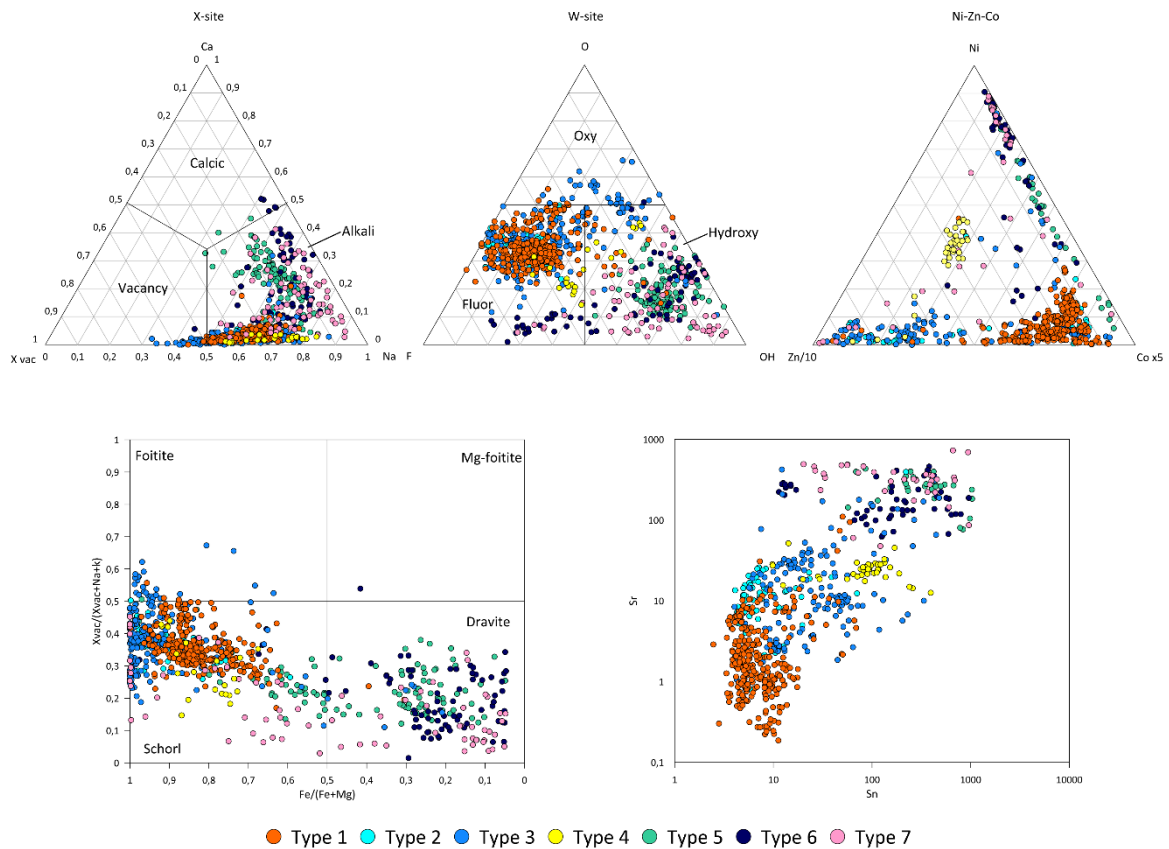 X-site
W-site
Ni-Zn-Co
Ca
O
Ni
0 1
0,1 0,9
0,2 0,8
0,3 0,7
0,4 0,6
0,5 0,5
0,6 0,4
0,7 0,3
0,8 0,2
0,9 0,1
1 0
X vac
0 0,1 0,2 0,3 0,4 0,5 0,6 0,7 0,8 0,9 1
Na
Calcic
Alkali
Vacancy
Oxy
Hydroxy
Fluor
F
OH
Zn/10
Co x5
Foitite
Mg-foitite
Dravite
Schorl
1
0,9
0,8
0,7
0,6
0,5
0,4
0,3
0,2
0,1
0
Xvac/(Xvac+Na+k)
1 0,9 0,8 0,7 0,6 0,5 0,4 0,3 0,2 0,1 0
Fe/(Fe+Mg)
1000
100
10
1
0,1
Sr
1 10 100 1000 10000
Sn
Type 1 Type 2 Type 3 Type 4 Type 5 Type 6 Type 7